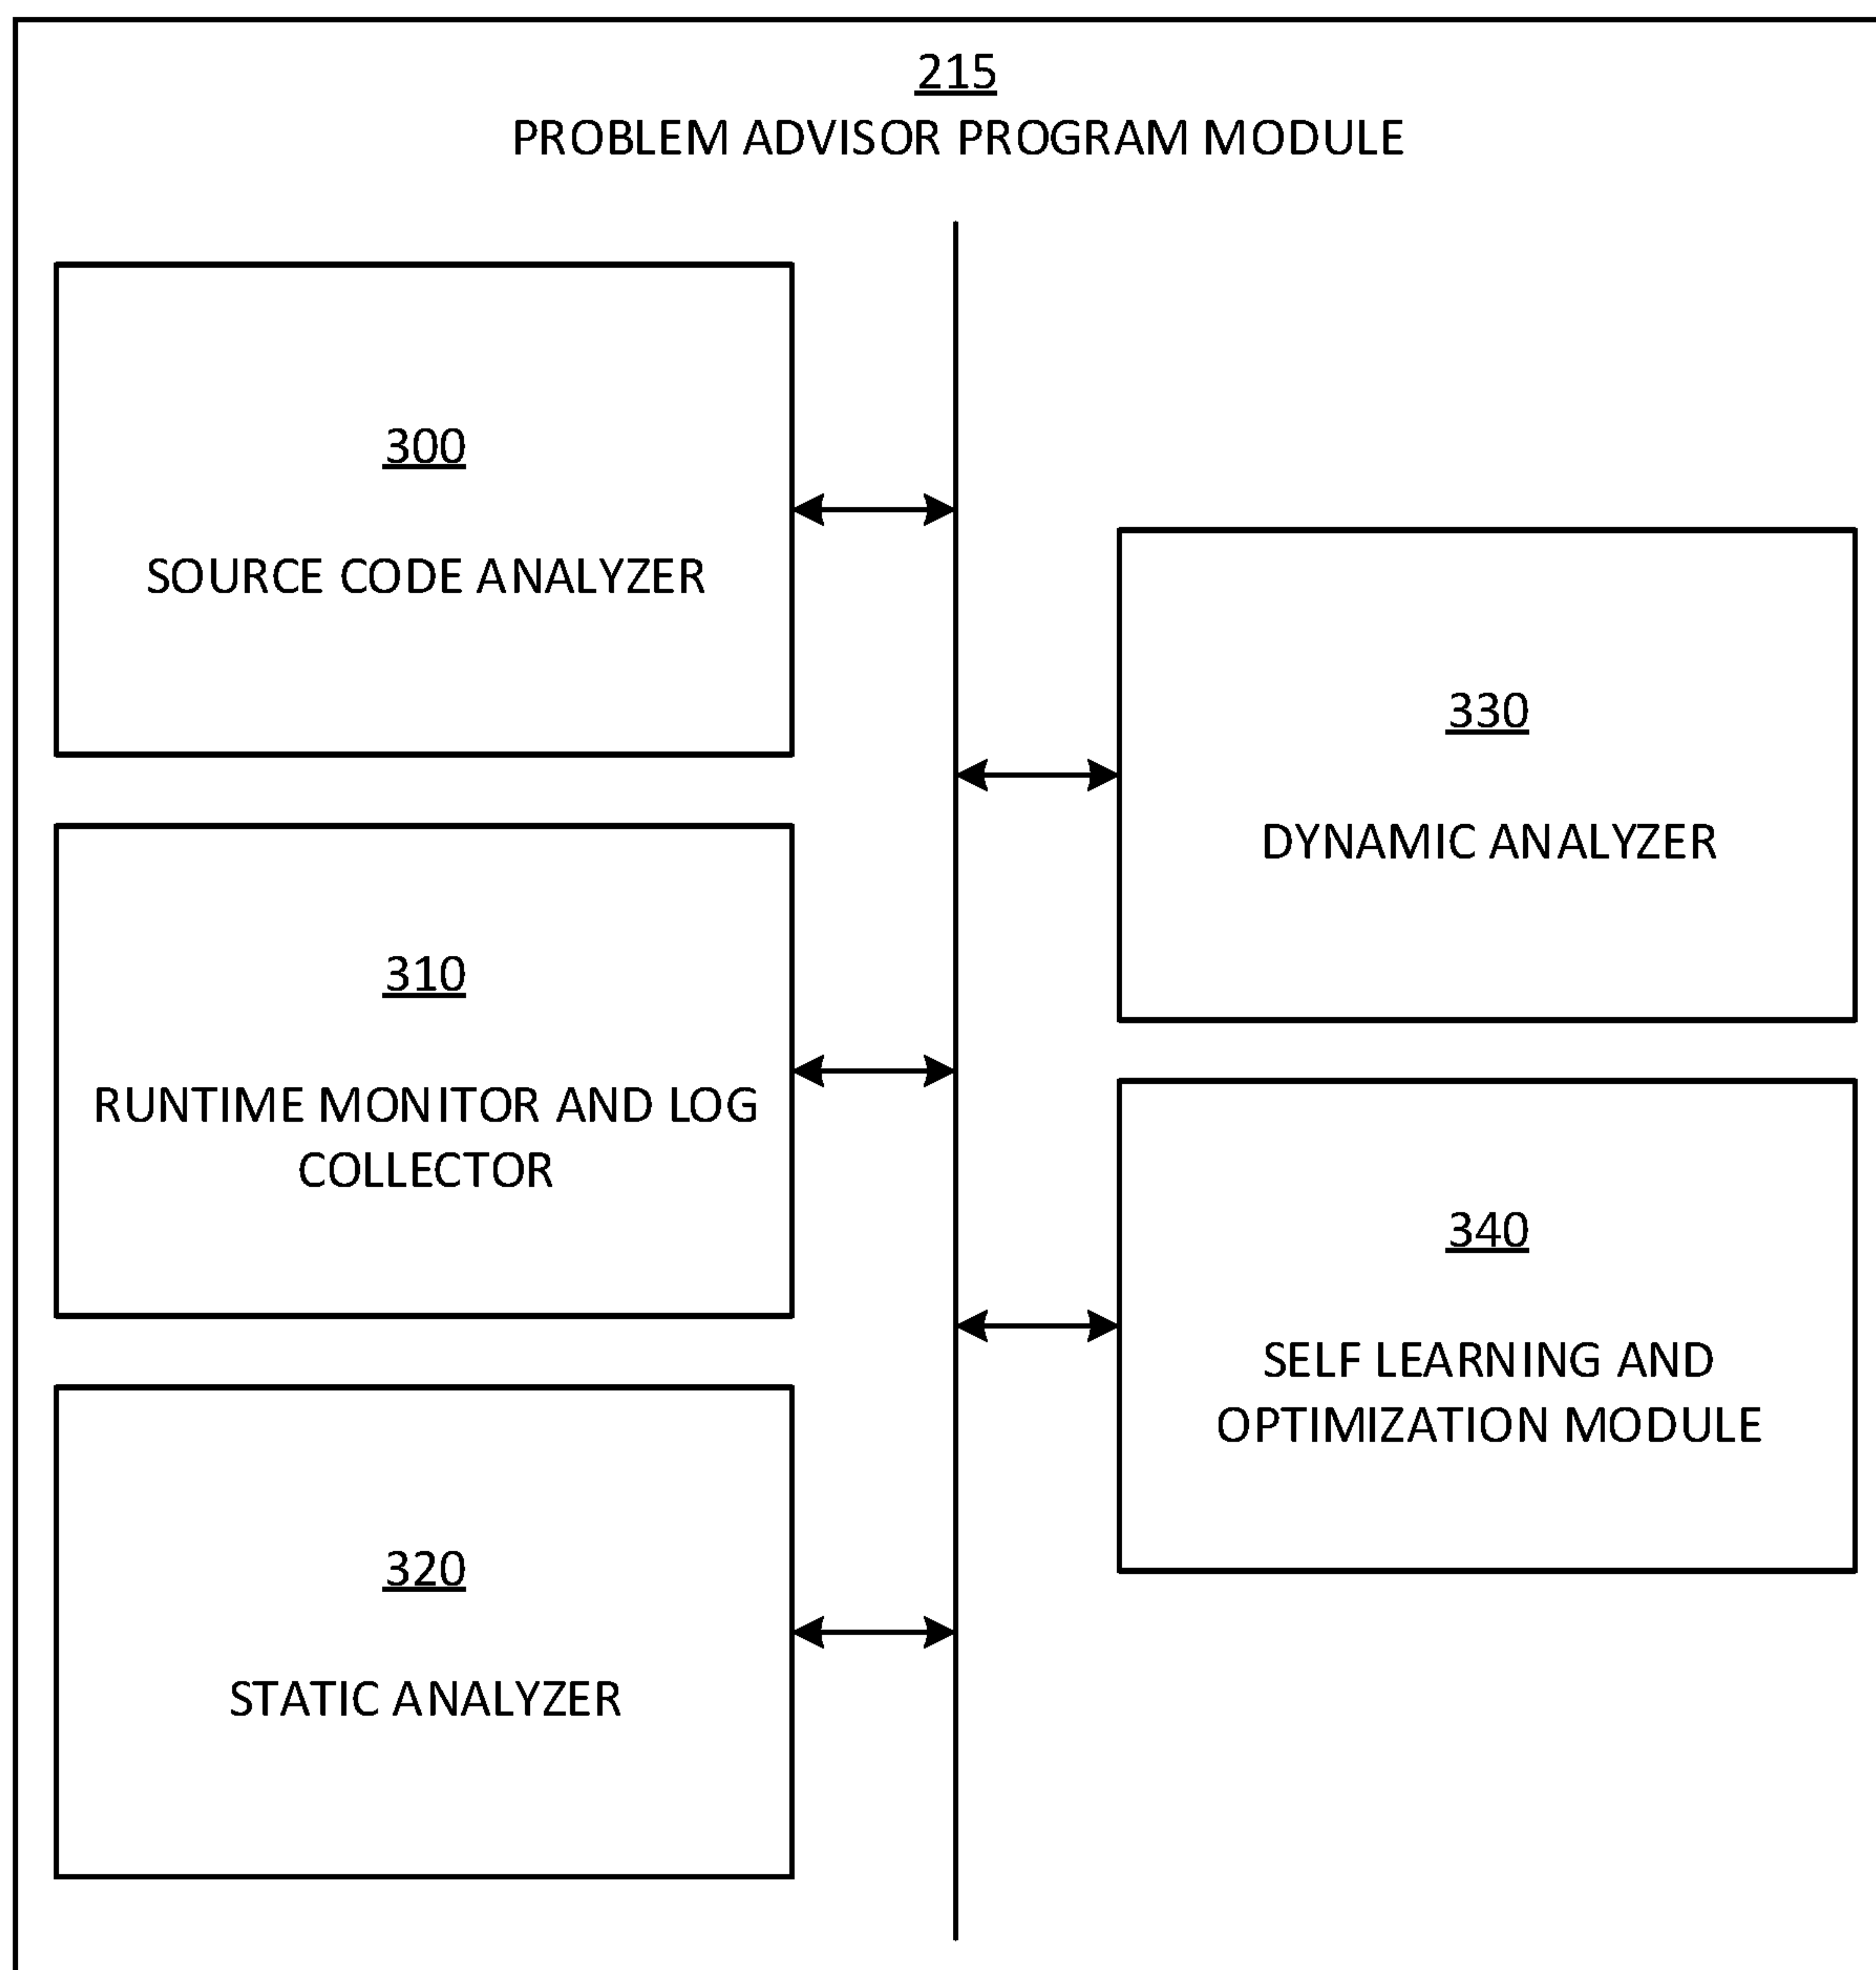 215
PROBLEM ADVISOR PROGRAM MODULE
300
SOURCE CODE ANALYZER
310
RUNTIME MONITOR AND LOG
COLLECTOR
320
STATIC ANALYZER
330
DYNAMIC ANALYZER
340
SELF LEARNING AND
OPTIMIZATION MODULE